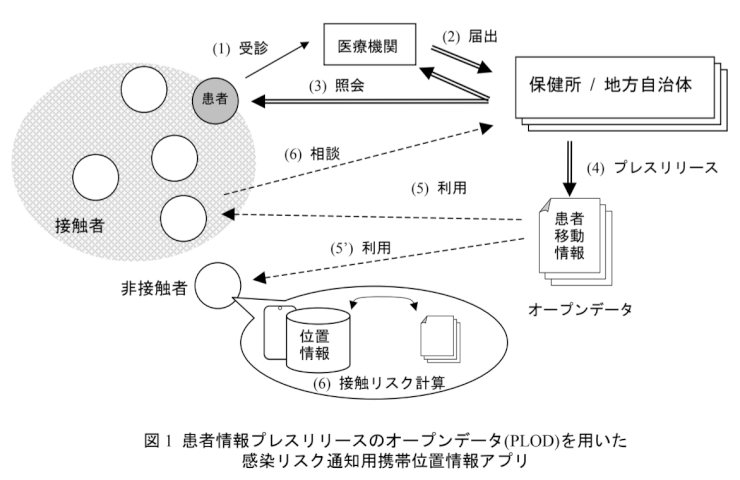 (1) 受診
医療機関
(2) 届出
患者
(3) 照会
保健所 / 地方自治体
(6) 相談
(4) プレスリリース
(5) 利用
接触者
患者
移動
情報
(5’) 利用
非接触者
オープンデータ
位置
情報
(6) 接触リスク計算
図 1 患者情報プレスリリースのオープンデータ(PLOD)を用いた
感染リスク通知用携帯位置情報アプリ